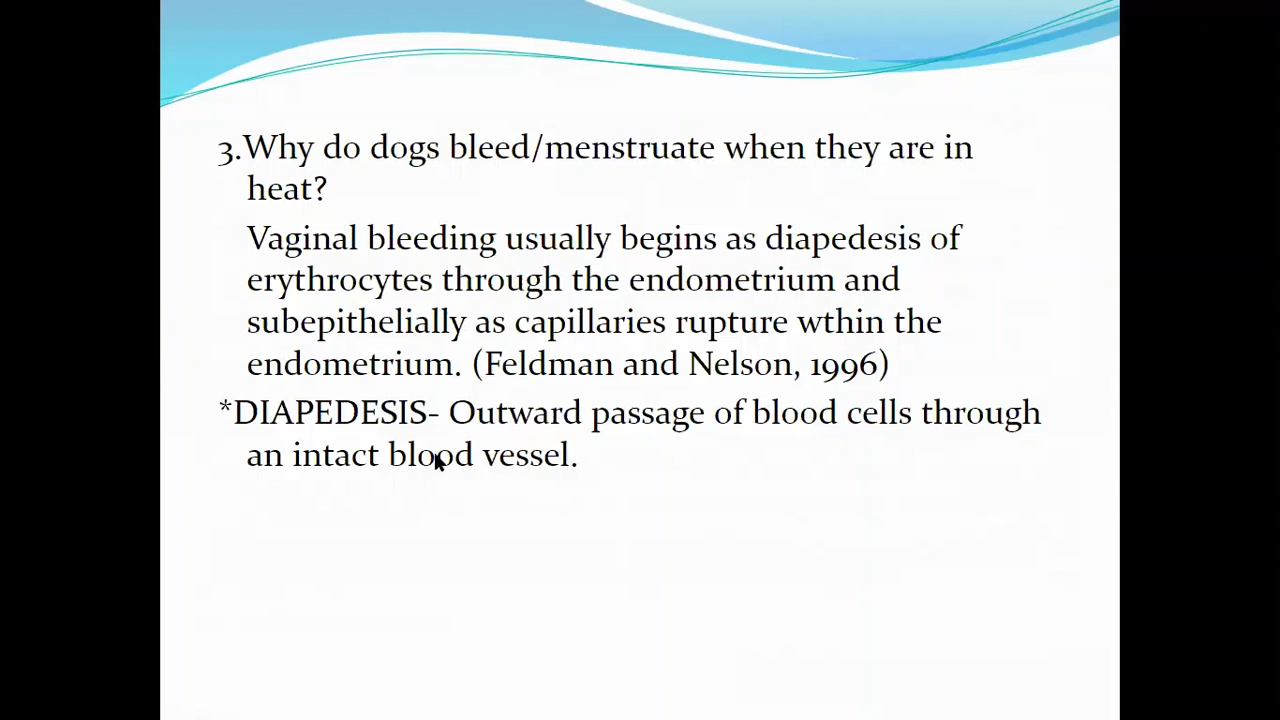 3.Why do dogs bleed/menstruate when they are in
heat?
Vaginal bleeding usually begins as diapedesis of
erythrocytes through the endometrium and
subepithelially as capillaries rupture wthin the
endometrium. (Feldman and Nelson, 1996)
*DIAPEDESIS- Outward passage of blood cells through
an intact blood vessel.